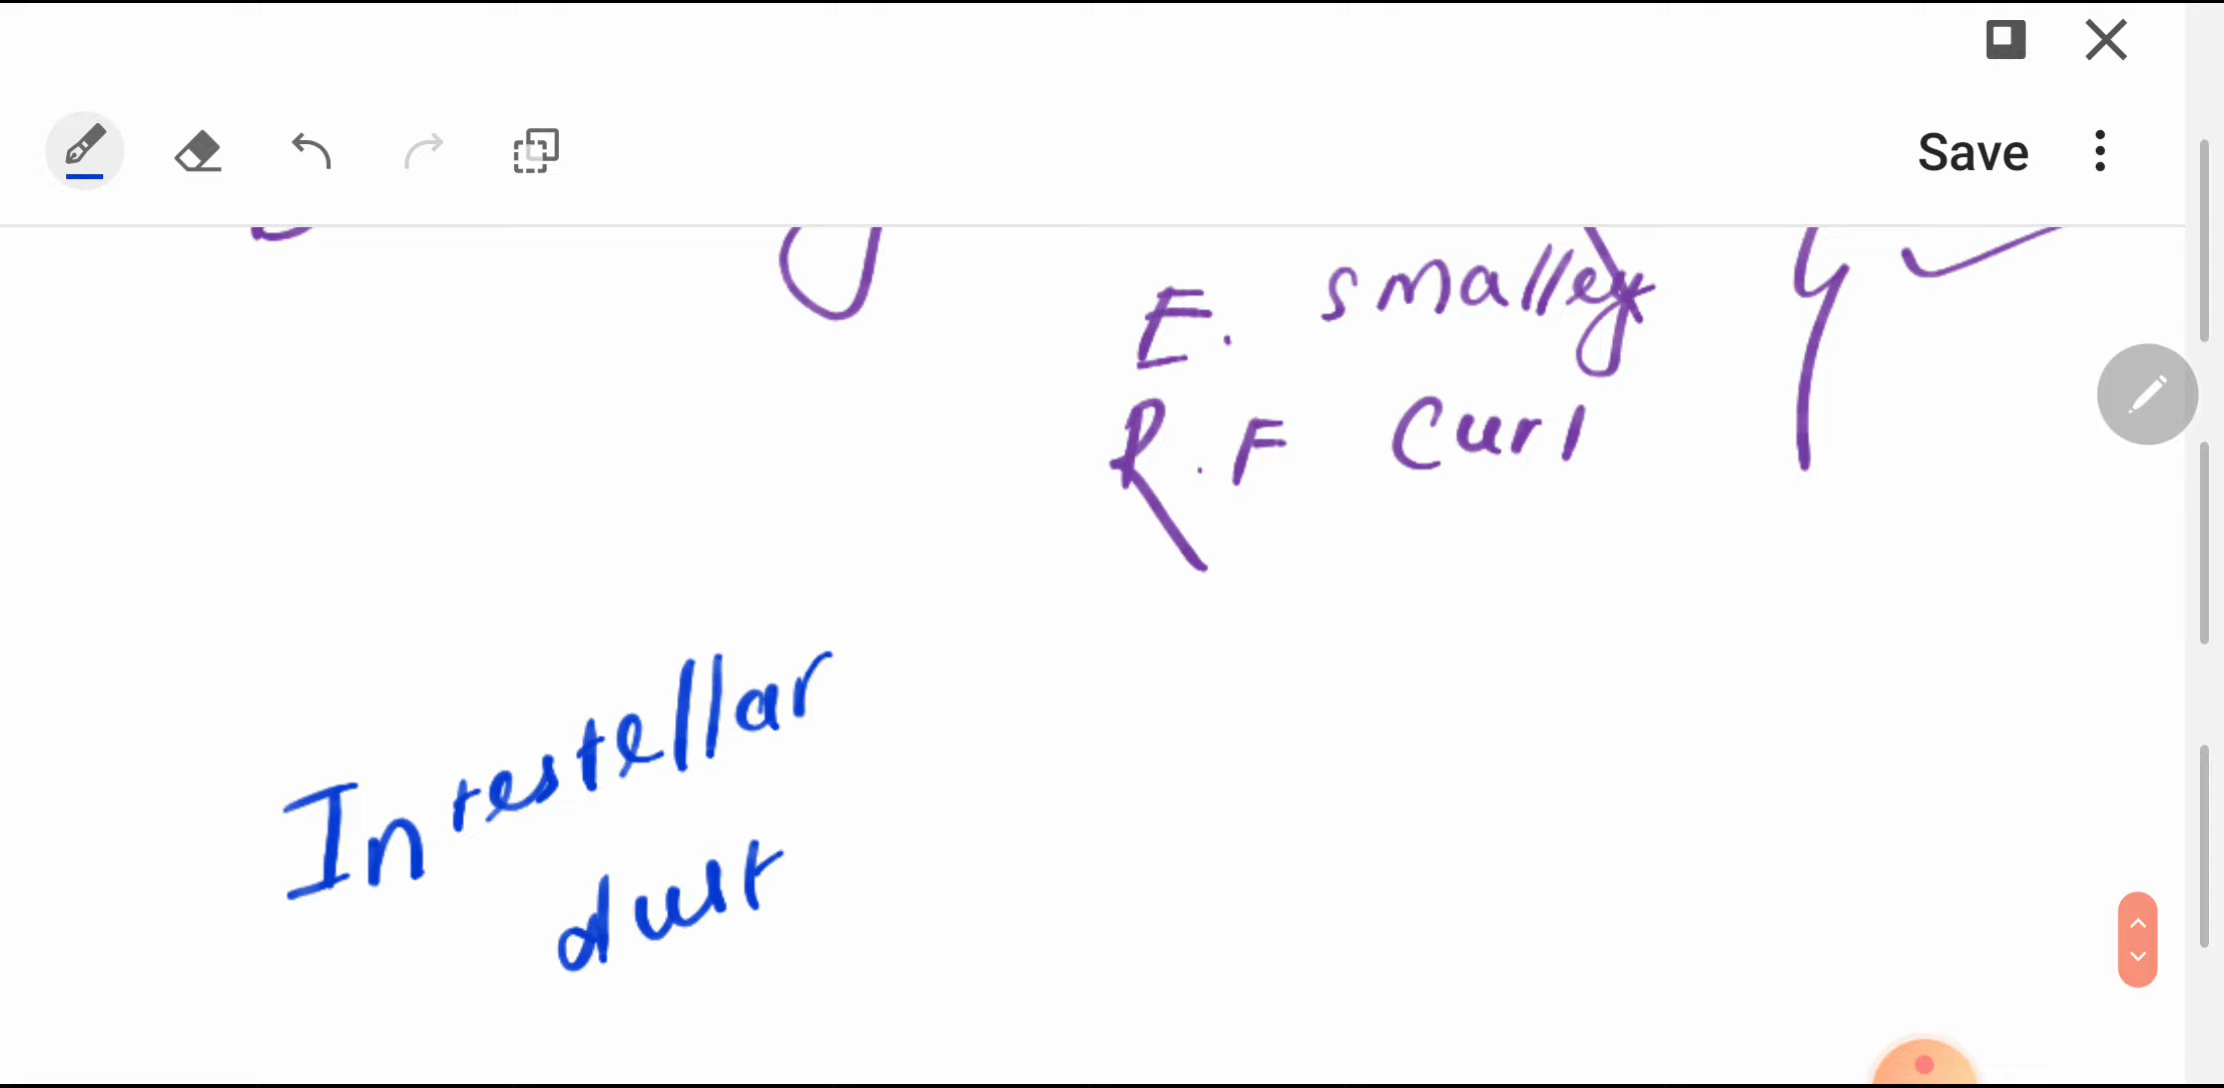 Save
E. smalley
R.F Curl
Inrestellar
dust